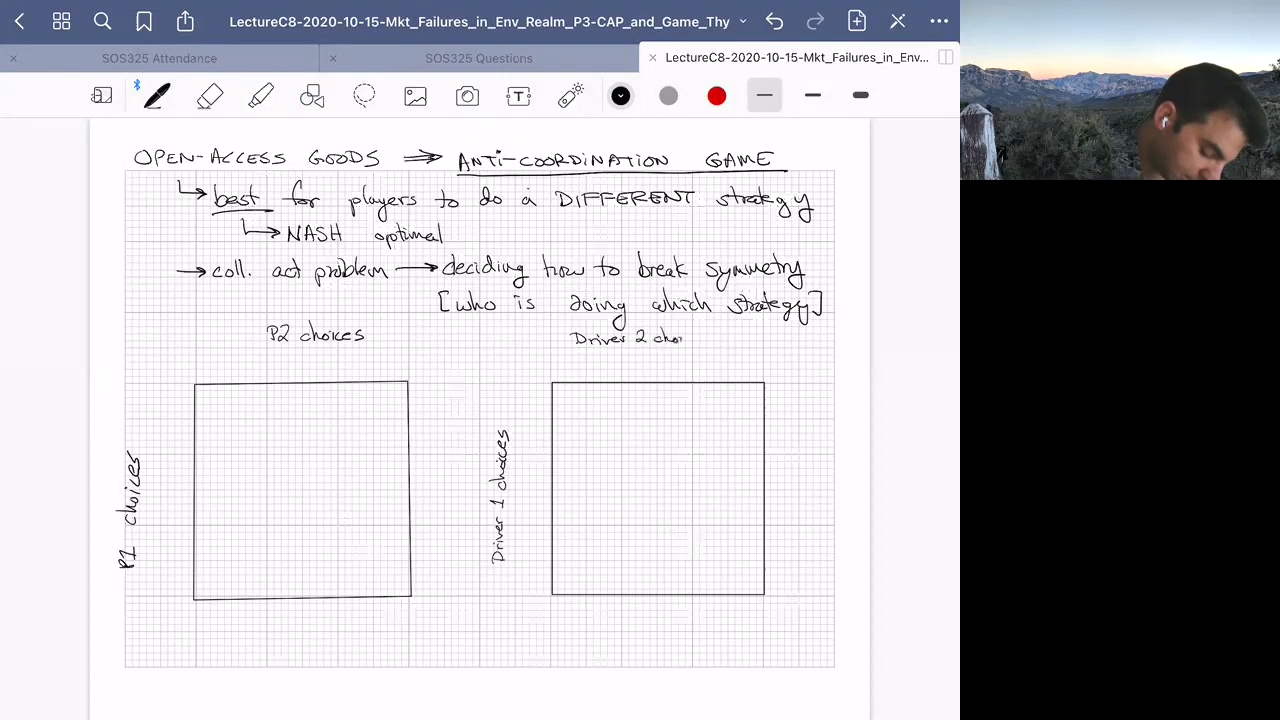 LectureC8-2020-10-15-Mkt_Failures_in_Env_Realm_P3-CAP_and_Game_Thy
SOS325 Attendance
SOS325 Questions
LectureC8-2020-10-15-Mkt_Failures_in_Env...
T
OPEN-ACCESS GOODS ⇒ ANTI-COORDINATION GAME
↳ best for players to do a DIFFERENT strategy
↳ NASH optimal
→ coll. act problem → deciding how to break symmetry
[who is doing which strategy]
P2 choices
Driver 2 choi
P1 choices
Driver 1 choices